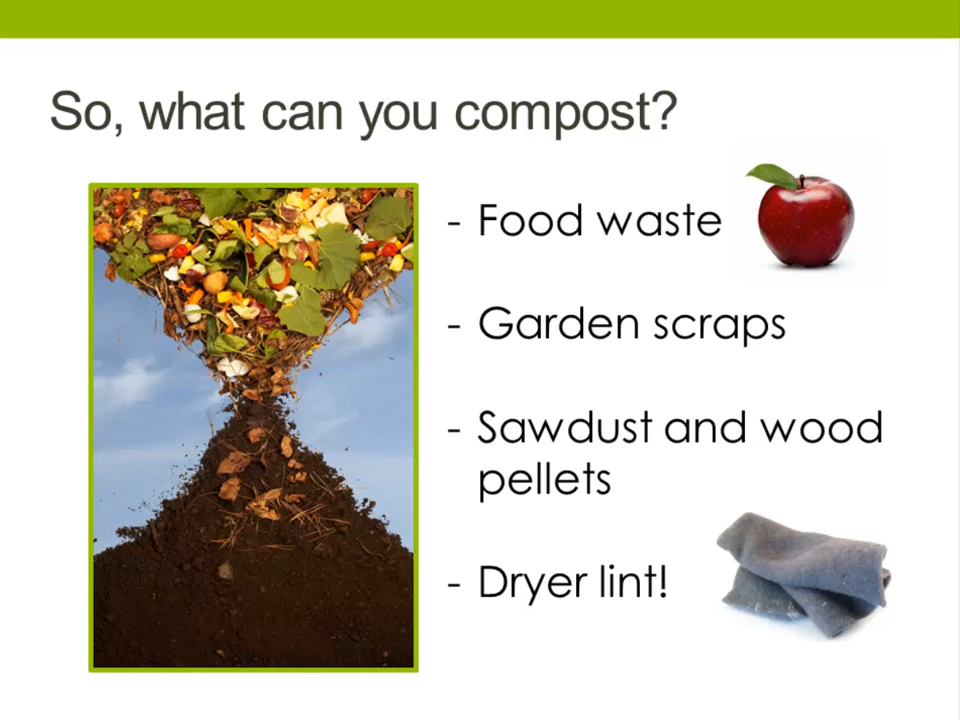 So, what can you compost?
- Food waste
- Garden scraps
- Sawdust and wood
pellets
- Dryer lint!